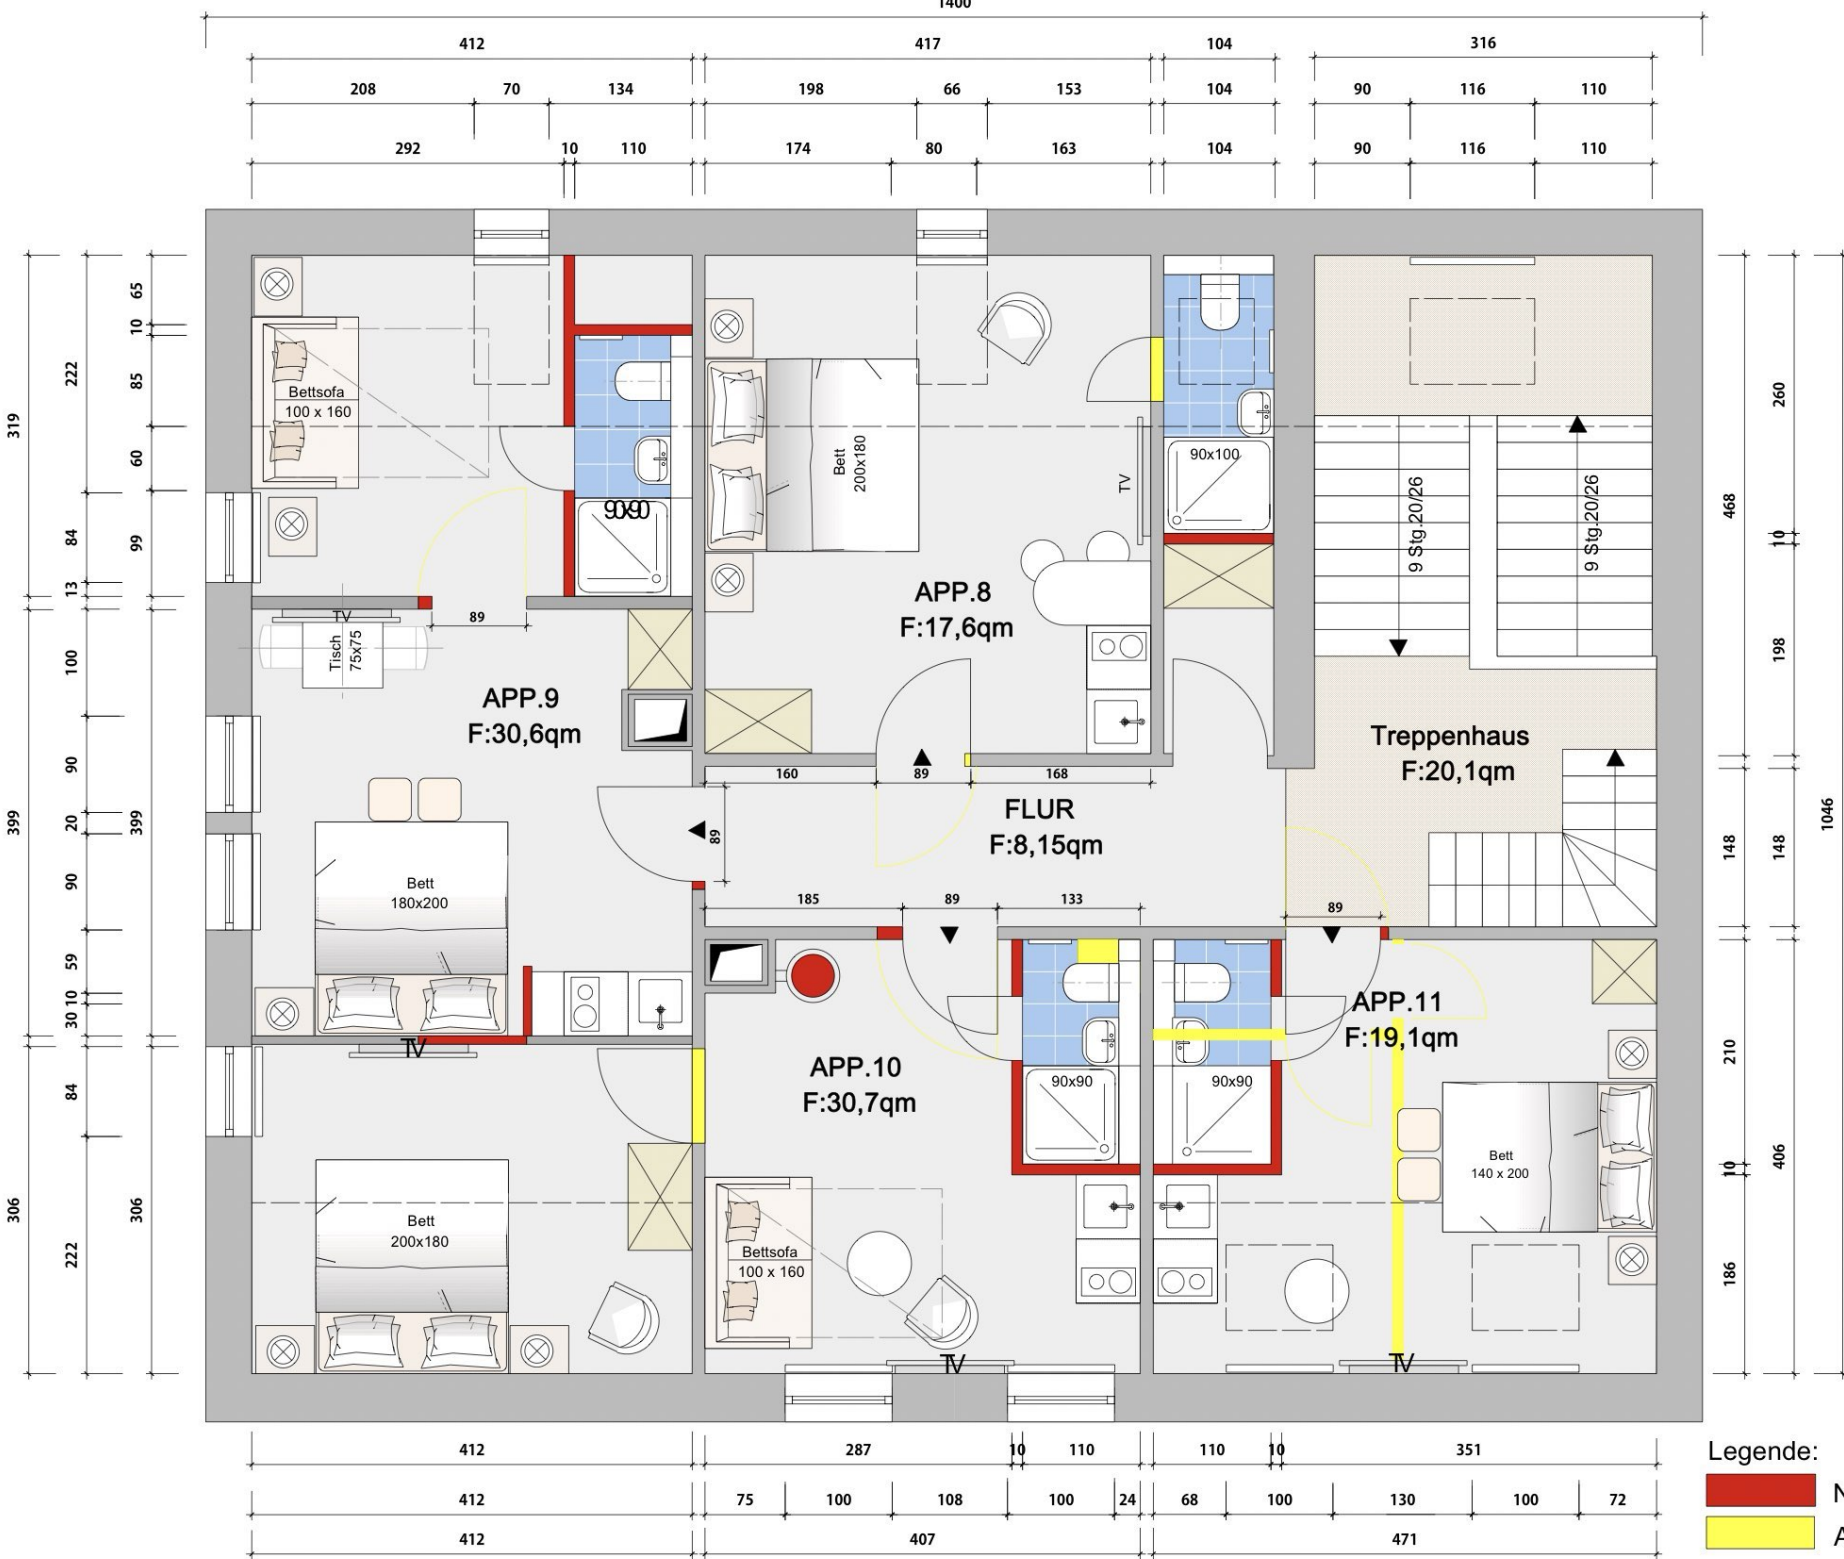 1400
412 417 104 316
208 70 134 198 66 153 104 90 116 110
292 10 110 174 80 163 104 90 116 110
65
10
222
85
319
60
84
99
13
100
90
399
20
399
90
59
10
30
84
306
306
222
Bettsofa
100 x 160
90x90
TV
89
Tisch
75x75
APP.9
F:30,6qm
Bett
180x200
TV
Bett
200x180
Bett
200x180
TV
APP.8
F:17,6qm
90x100
9 Stg.20/26
9 Stg.20/26
Treppenhaus
F:20,1qm
160 89 168
89
FLUR
F:8,15qm
185 89 133
89
APP.10
F:30,7qm
90x90
Bettsofa
100 x 160
TV
90x90
APP.11
F:19,1qm
Bett
140 x 200
TV
260
468
10
198
1046
148
148
210
406
10
186
412 287 10 110 110 10 351
412 75 100 108 100 24 68 100 130 100 72
412 407 471
Legende:
N
A